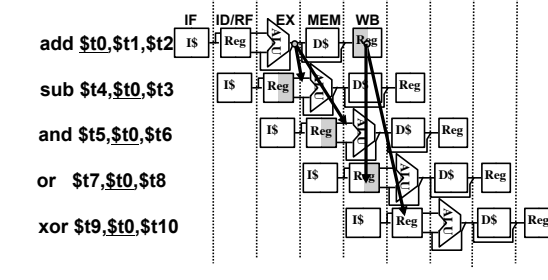 IF ID/RF EX MEM WB
add $t0,$t1,$t2 I$ Reg ALU D$ Reg
sub $t4,$t0,$t3 I$ Reg ALU D$ Reg
and $t5,$t0,$t6 I$ Reg ALU D$ Reg
or $t7,$t0,$t8 I$ Reg ALU D$ Reg
xor $t9,$t0,$t10 I$ Reg ALU D$ Reg